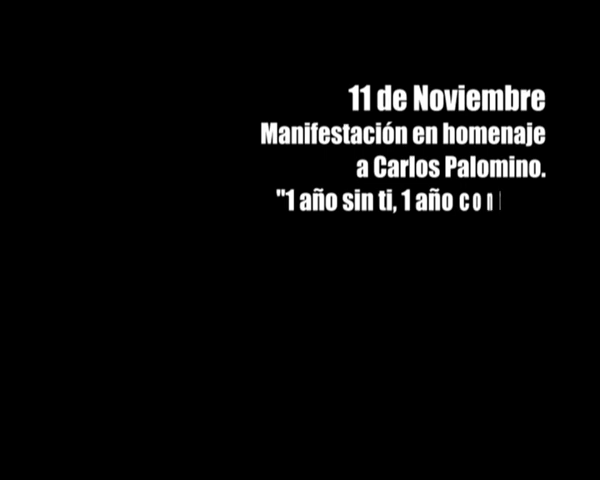 11 de Noviembre
Manifestación en homenaje
a Carlos Palomino.
"1 año sin ti, 1 año con